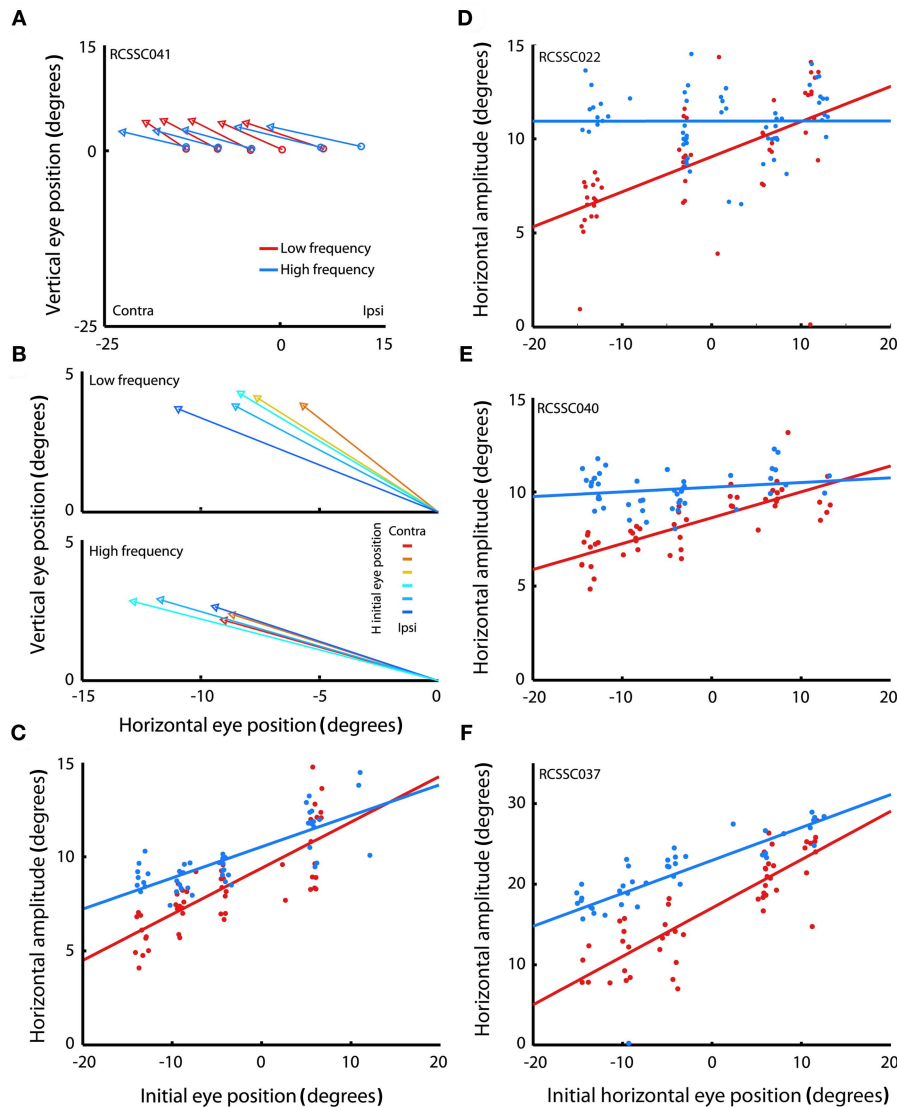 A
RCSSC041
Vertical eye position (degrees)
15
0
-25
Low frequency
High frequency
Contra
Ipsi
-25
0
15
B
Low frequency
Vertical eye position (degrees)
5
0
High frequency
Vertical eye position (degrees)
5
0
H initial eye position
Contra
Ipsi
-15
-10
-5
0
Horizontal eye position (degrees)
C
Horizontal amplitude (degrees)
15
10
5
0
-20
-10
0
10
20
Initial eye position (degrees)
D
RCSSC022
Horizontal amplitude (degrees)
15
10
5
0
-20
-10
0
10
20
E
RCSSC040
Horizontal amplitude (degrees)
15
10
5
0
-20
-10
0
10
20
F
RCSSC037
Horizontal amplitude (degrees)
30
20
10
0
-20
-10
0
10
20
Initial horizontal eye position (degrees)